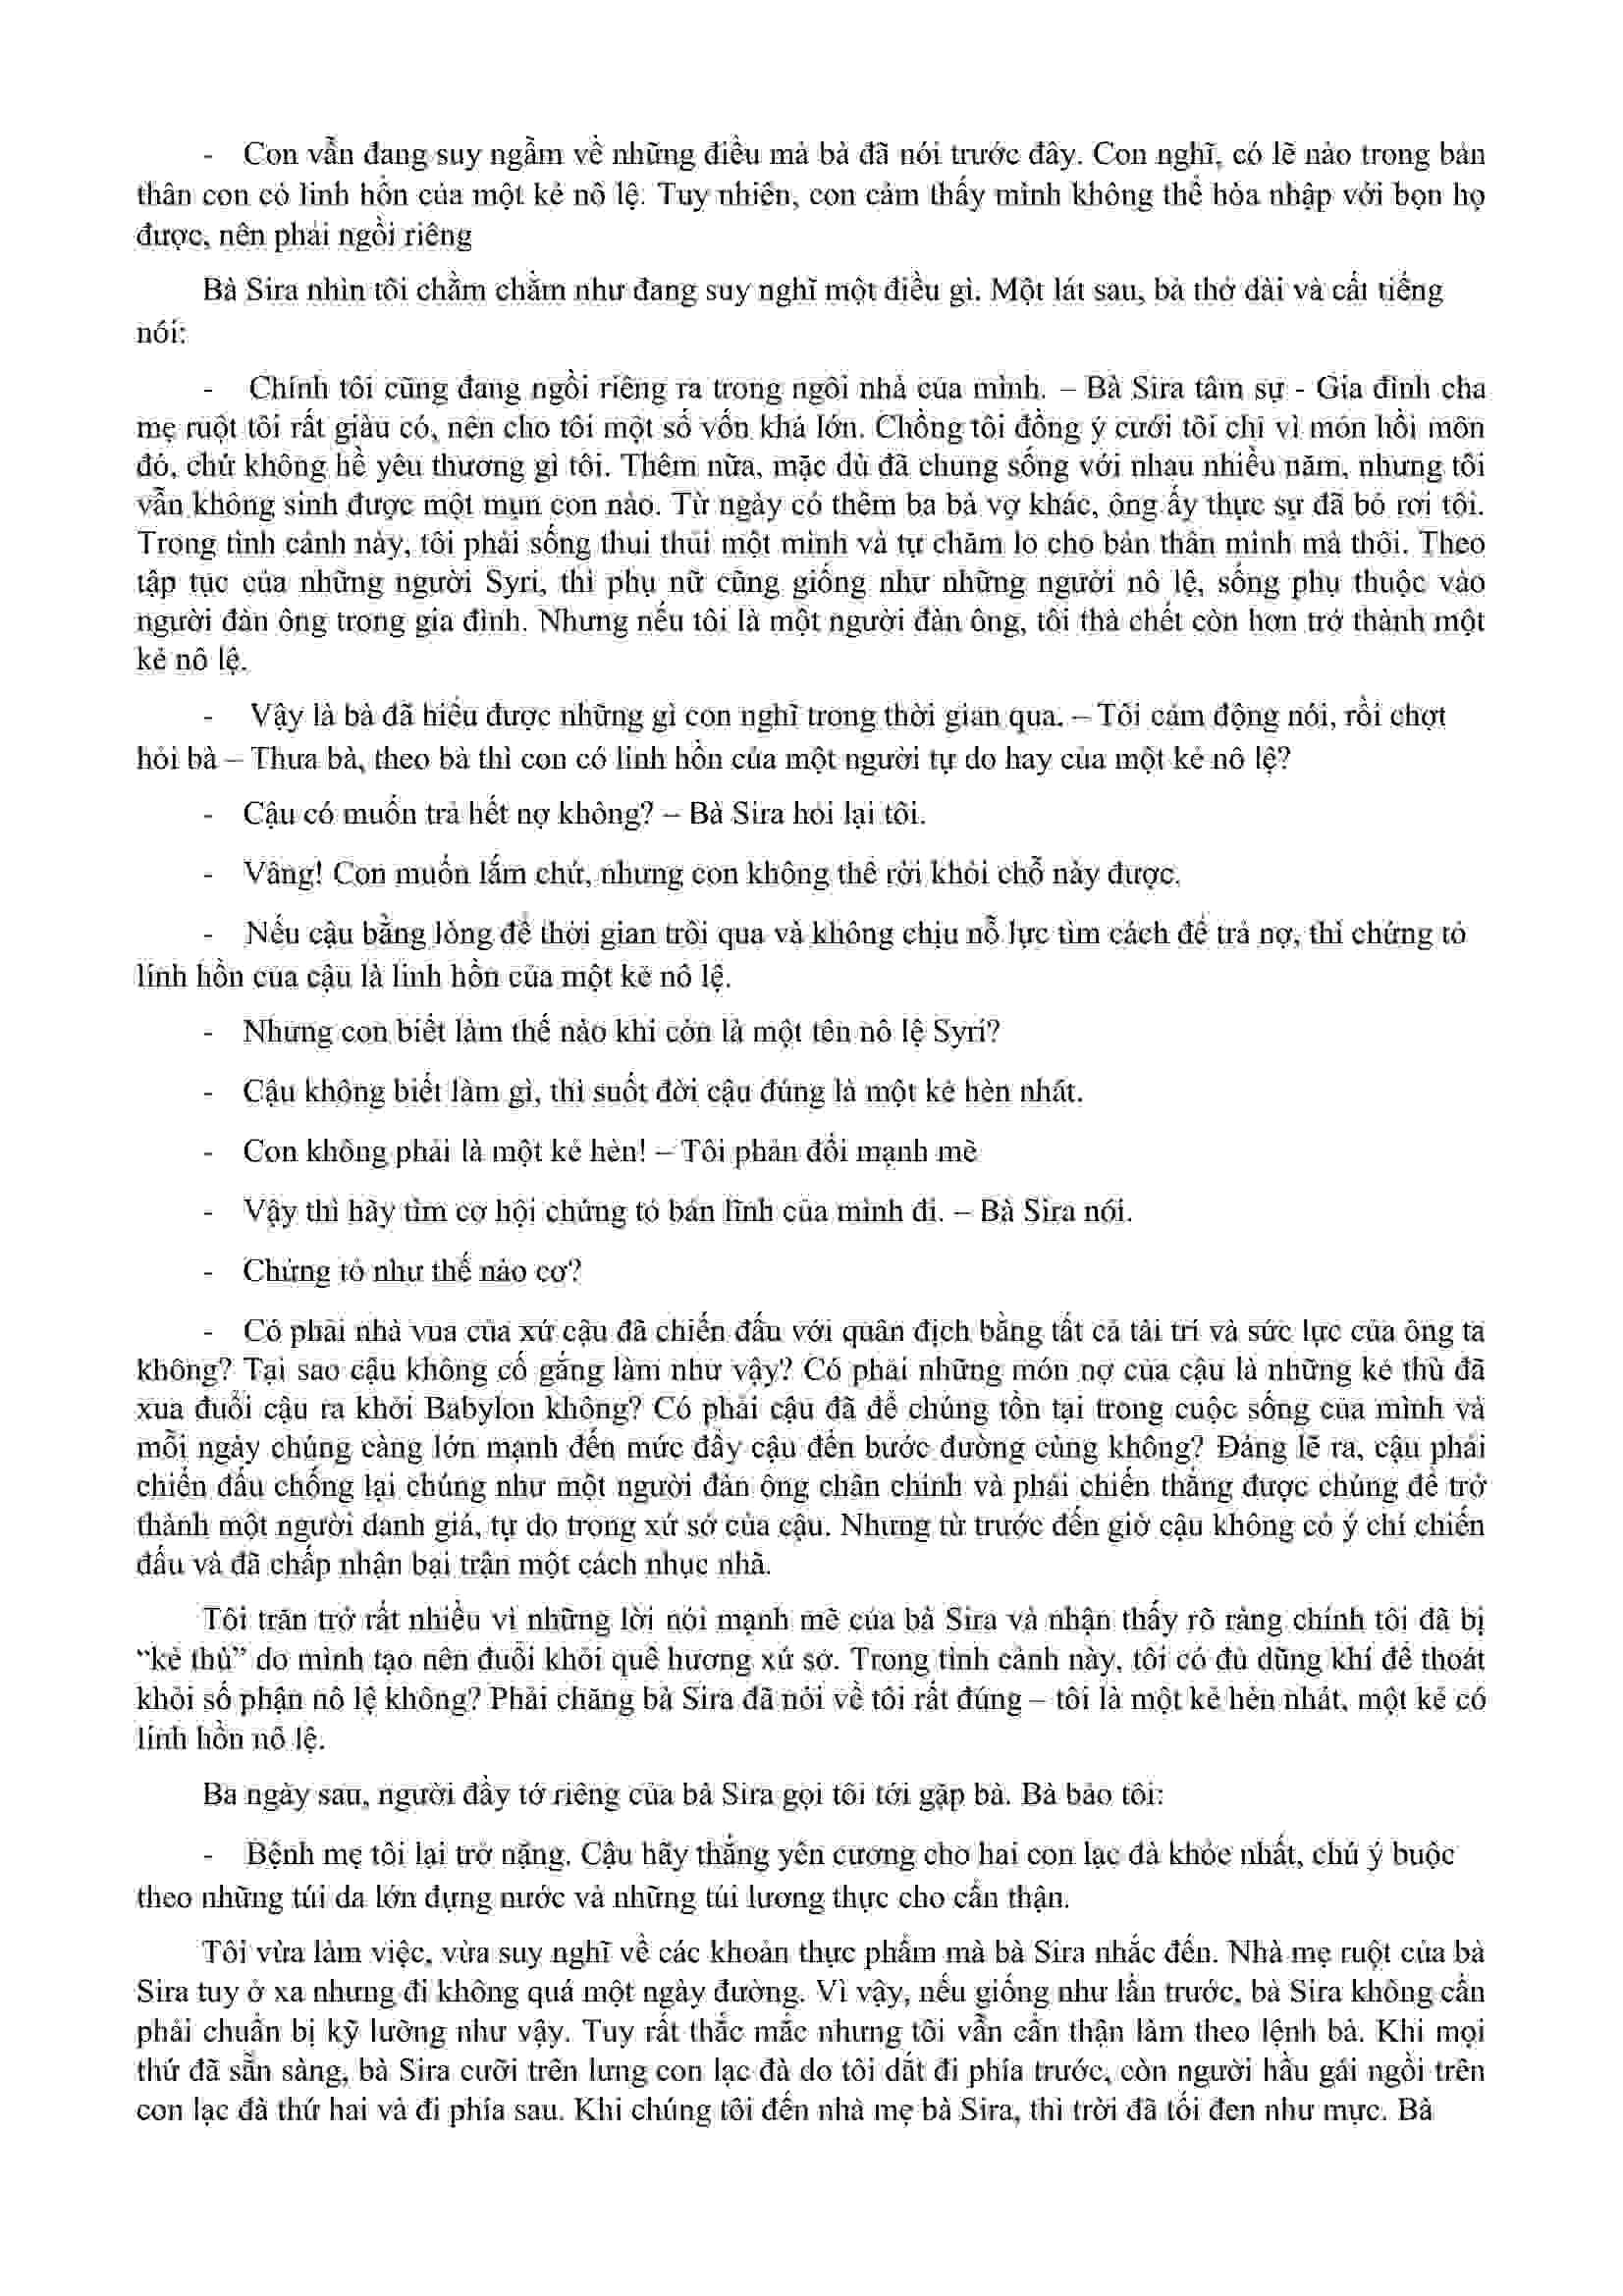 - Con vẫn đang suy ngẫm về những điều mà bà đã nói trước đây. Con nghĩ, có lẽ nào trong bản
thân con có linh hồn của một kẻ nô lệ. Tuy nhiên, con cảm thấy mình không thể hòa nhập với bọn họ
được, nên phải ngồi riêng
Bà Sira nhìn tôi chằm chằm như đang suy nghĩ một điều gì. Một lát sau, bà thở dài và cất tiếng
nói:
- Chính tôi cũng đang ngồi riêng ra trong ngôi nhà của mình. – Bà Sira tâm sự - Gia đình cha
mẹ ruột tôi rất giàu có, nên cho tôi một số vốn khá lớn. Chồng tôi đồng ý cưới tôi chỉ vì món hồi môn
đó, chứ không hề yêu thương gì tôi. Thêm nữa, mặc dù đã chung sống với nhau nhiều năm, nhưng tôi
vẫn không sinh được một mụn con nào. Từ ngày có thêm ba bà vợ khác, ông ấy thực sự đã bỏ rơi tôi.
Trong tình cảnh này, tôi phải sống thui thủi một mình và tự chăm lo cho bản thân mình mà thôi. Theo
tập tục của những người Syri, thì phụ nữ cũng giống như những người nô lệ, sống phụ thuộc vào
người đàn ông trong gia đình. Nhưng nếu tôi là một người đàn ông, tôi thà chết còn hơn trở thành một
kẻ nô lệ.
- Vậy là bà đã hiểu được những gì con nghĩ trong thời gian qua. – Tôi cảm động nói, rồi chợt
hỏi bà – Thưa bà, theo bà thì con có linh hồn của một người tự do hay của một kẻ nô lệ?
- Cậu có muốn trả hết nợ không? – Bà Sira hỏi lại tôi.
- Vâng! Con muốn lắm chứ, nhưng con không thể rời khỏi chỗ này được.
- Nếu cậu bằng lòng để thời gian trôi qua và không chịu nỗ lực tìm cách để trả nợ, thì chứng tỏ
linh hồn của cậu là linh hồn của một kẻ nô lệ.
- Nhưng con biết làm thế nào khi còn là một tên nô lệ Syri?
- Cậu không biết làm gì, thì suốt đời cậu đúng là một kẻ hèn nhát.
- Con không phải là một kẻ hèn! – Tôi phản đối mạnh mẽ
- Vậy thì hãy tìm cơ hội chứng tỏ bản lĩnh của mình đi. – Bà Sira nói.
- Chứng tỏ như thế nào cơ?
- Có phải nhà vua của xứ cậu đã chiến đấu với quân địch bằng tất cả tài trí và sức lực của ông ta
không? Tại sao cậu không cố gắng làm như vậy? Có phải những món nợ của cậu là những kẻ thù đã
xua đuổi cậu ra khỏi Babylon không? Có phải cậu đã để chúng tồn tại trong cuộc sống của mình và
mỗi ngày chúng càng lớn mạnh đến mức đẩy cậu đến bước đường cùng không? Đáng lẽ ra, cậu phải
chiến đấu chống lại chúng như một người đàn ông chân chính và phải chiến thắng được chúng để trở
thành một người danh giá, tự do trong xứ sở của cậu. Nhưng từ trước đến giờ cậu không có ý chí chiến
đấu và đã chấp nhận bại trận một cách nhục nhã.
Tôi trăn trở rất nhiều vì những lời nói mạnh mẽ của bà Sira và nhận thấy rõ ràng chính tôi đã bị
“kẻ thù” do mình tạo nên đuổi khỏi quê hương xứ sở. Trong tình cảnh này, tôi có đủ dũng khí để thoát
khỏi số phận nô lệ không? Phải chăng bà Sira đã nói về tôi rất đúng – tôi là một kẻ hèn nhát, một kẻ có
linh hồn nô lệ.
Ba ngày sau, người đầy tớ riêng của bà Sira gọi tôi tới gặp bà. Bà bảo tôi:
- Bệnh mẹ tôi lại trở nặng. Cậu hãy thắng yên cương cho hai con lạc đà khỏe nhất, chú ý buộc
theo những túi da lớn đựng nước và những túi lương thực cho cẩn thận.
Tôi vừa làm việc, vừa suy nghĩ về các khoản thực phẩm mà bà Sira nhắc đến. Nhà mẹ ruột của bà
Sira tuy ở xa nhưng đi không quá một ngày đường. Vì vậy, nếu giống như lần trước, bà Sira không cần
phải chuẩn bị kỹ lưỡng như vậy. Tuy rất thắc mắc nhưng tôi vẫn cẩn thận làm theo lệnh bà. Khi mọi
thứ đã sẵn sàng, bà Sira cưỡi trên lưng con lạc đà do tôi dắt đi phía trước, còn người hầu gái ngồi trên
con lạc đà thứ hai và đi phía sau. Khi chúng tôi đến nhà mẹ bà Sira, thì trời đã tối đen như mực. Bà